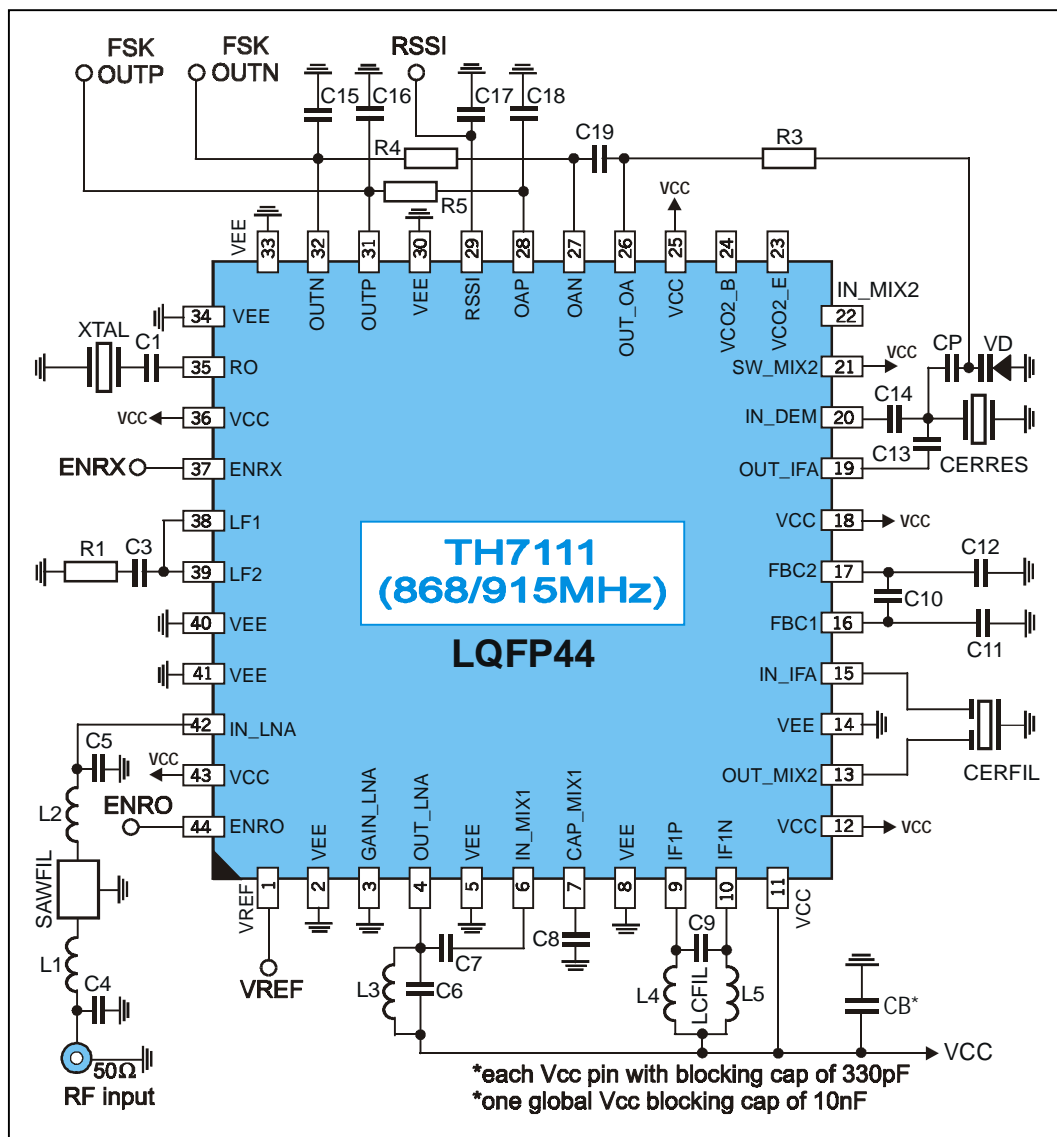 FSK OUTP
FSK OUTN
RSSI
C15
C16
C17
C18
R4
C19
R3
R5
VCC
VEE
33
32
31
30
29
28
27
26
25
24
23
OUTN
OUTP
VEE
RSSI
OAP
OAN
OUT_OA
VCC
VCO2_B
VCO2_E
IN_MIX2
22
34
VEE
XTAL
C1
35
RO
VCC
36
VCC
ENRX
37
ENRX
38
LF1
R1
C3
39
LF2
40
VEE
41
VEE
42
IN_LNA
C5
VCC
43
VCC
L2
ENRO
44
ENRO
SAWFIL
L1
C4
50Ω
RF input
SW_MIX2
21
VCC
CP
VD
IN_DEM
20
C14
C13
OUT_IFA
19
CERRES
VCC
18
VCC
FBC2
17
C12
C10
FBC1
16
C11
IN_IFA
15
VEE
14
OUT_MIX2
13
CERFIL
VCC
12
VCC
TH7111
(868/915MHz)
LQFP44
VEE
GAIN_LNA
OUT_LNA
VEE
IN_MIX1
CAP_MIX1
VEE
IF1P
IF1N
VREF
1
2
3
4
5
6
7
8
9
10
11
VCC
VREF
C7
C8
C9
L3
C6
L4
LCFIL
L5
CB*
VCC
*each Vcc pin with blocking cap of 330pF
*one global Vcc blocking cap of 10nF